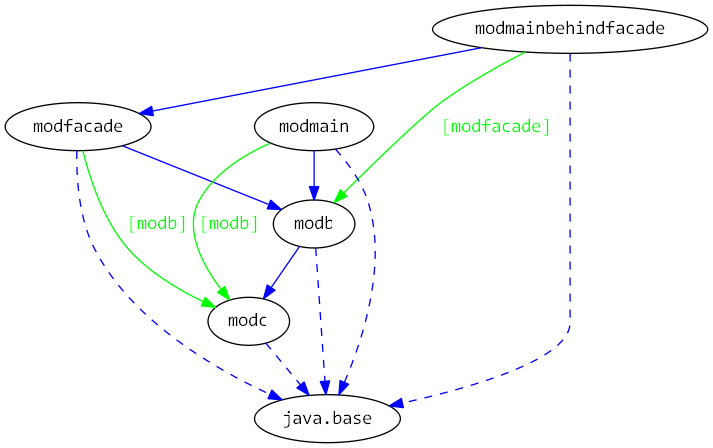 modmainbehindfacade
modfacade
modmain
[modfacade]
[modb]
[modb]
modb
modc
java.base